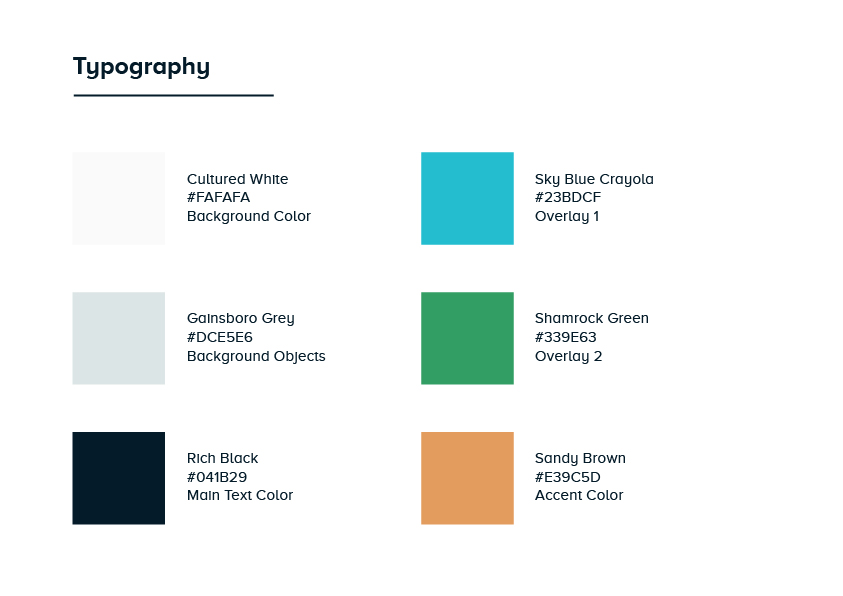 Typography
Cultured White
#FAFAFA
Background Color
Sky Blue Crayola
#23BDCF
Overlay 1
Gainsboro Grey
#DCE5E6
Background Objects
Shamrock Green
#339E63
Overlay 2
Rich Black
#041B29
Main Text Color
Sandy Brown
#E39C5D
Accent Color